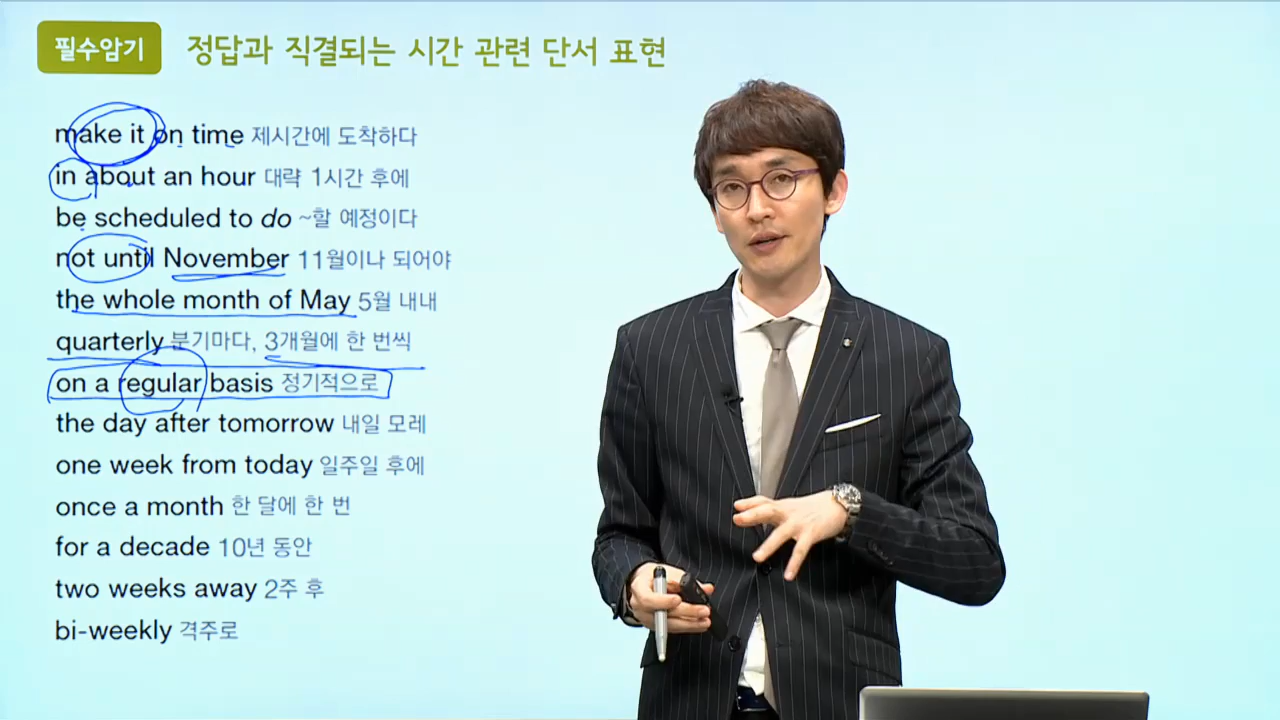 필수암기 정답과 직결되는 시간 관련 단서 표현
make it on time 제시간에 도착하다
in about an hour 대략 1시간 후에
be scheduled to do ~할 예정이다
not until November 11월이나 되어야
the whole month of May 5월 내내
quarterly 분기마다, 3개월에 한 번씩
on a regular basis 정기적으로
the day after tomorrow 내일 모레
one week from today 일주일 후에
once a month 한 달에 한 번
for a decade 10년 동안
two weeks away 2주 후
bi-weekly 격주로